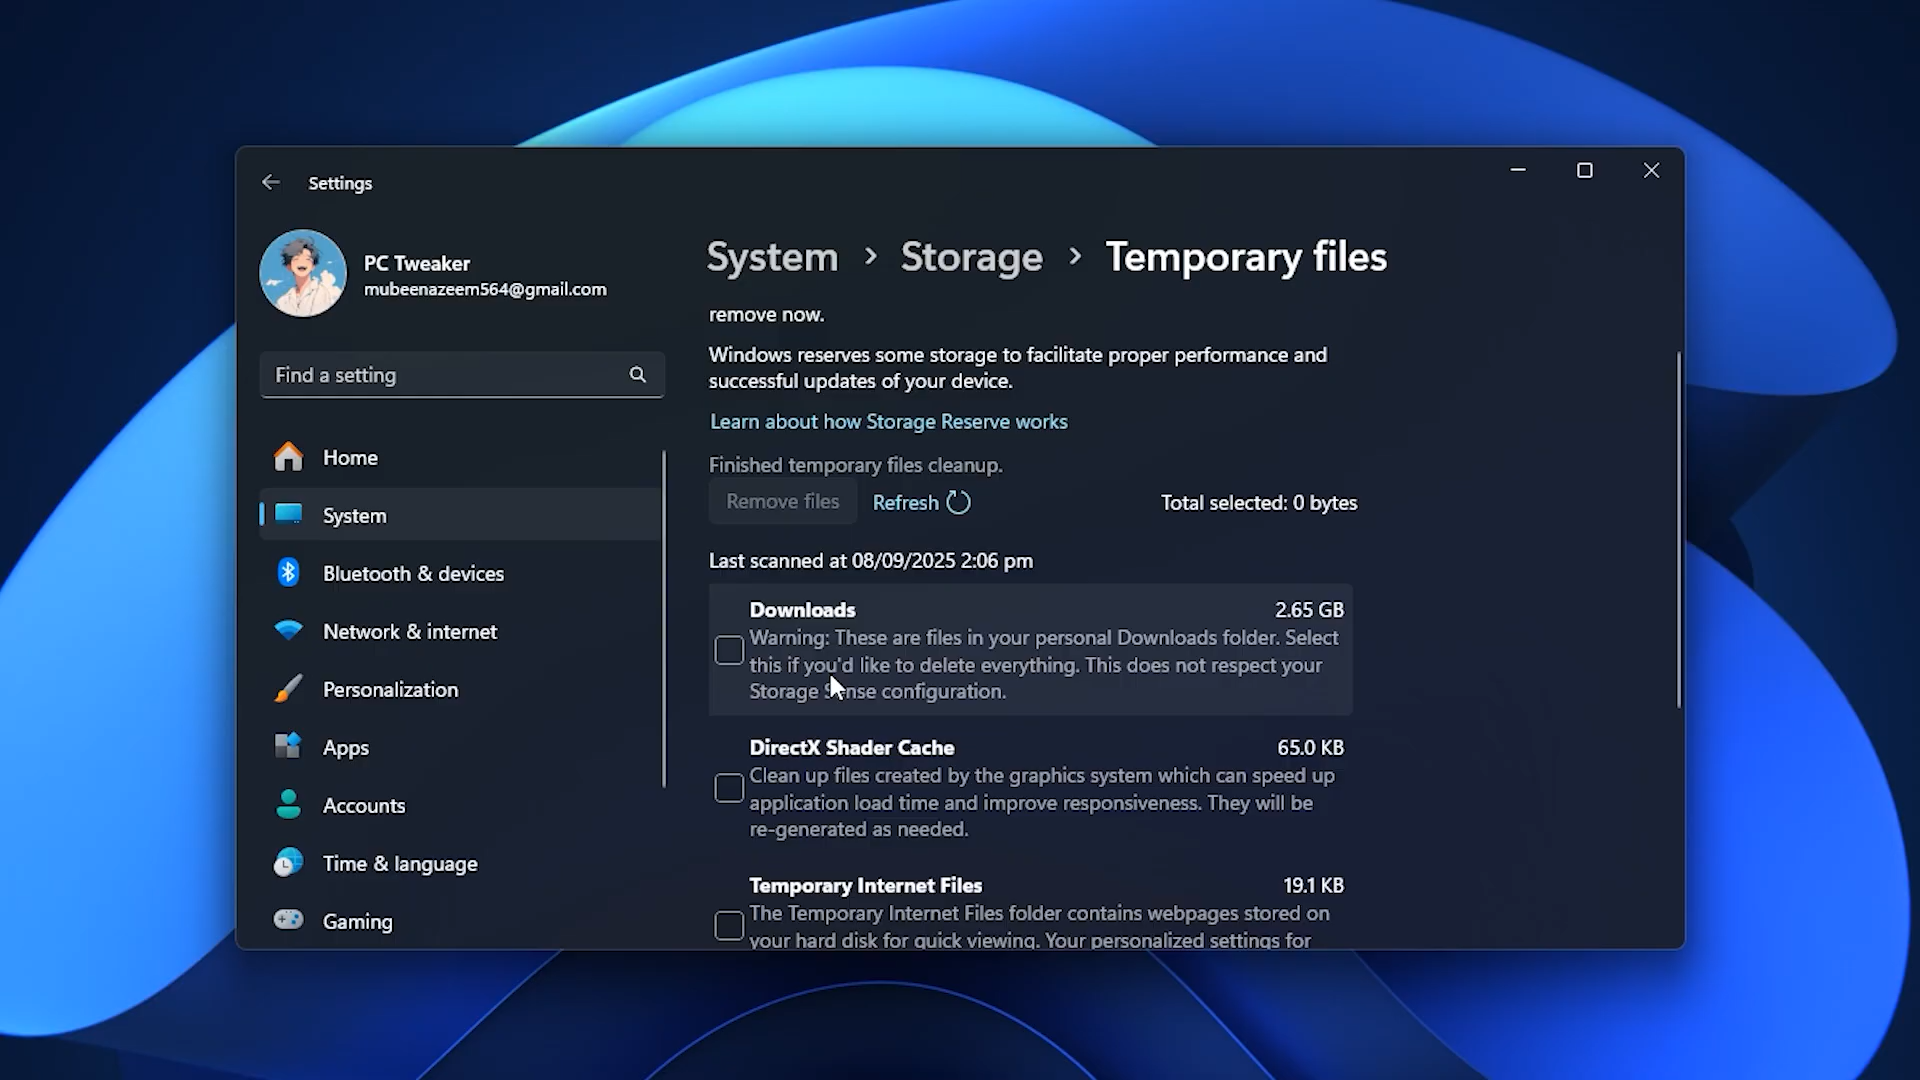 Settings
PC Tweaker
mubeenazeem564@gmail.com
Find a setting
Home
System
Bluetooth & devices
Network & internet
Personalization
Apps
Accounts
Time & language
Gaming
System > Storage > Temporary files
remove now.
Windows reserves some storage to facilitate proper performance and
successful updates of your device.
Learn about how Storage Reserve works
Finished temporary files cleanup.
Remove files Refresh Total selected: 0 bytes
Last scanned at 08/09/2025 2:06 pm
Downloads 2.65 GB
Warning: These are files in your personal Downloads folder. Select
this if you'd like to delete everything. This does not respect your
Storage Sense configuration.
DirectX Shader Cache 65.0 KB
Clean up files created by the graphics system which can speed up
application load time and improve responsiveness. They will be
re-generated as needed.
Temporary Internet Files 19.1 KB
The Temporary Internet Files folder contains webpages stored on
your hard disk for quick viewing. Your personalized settings for